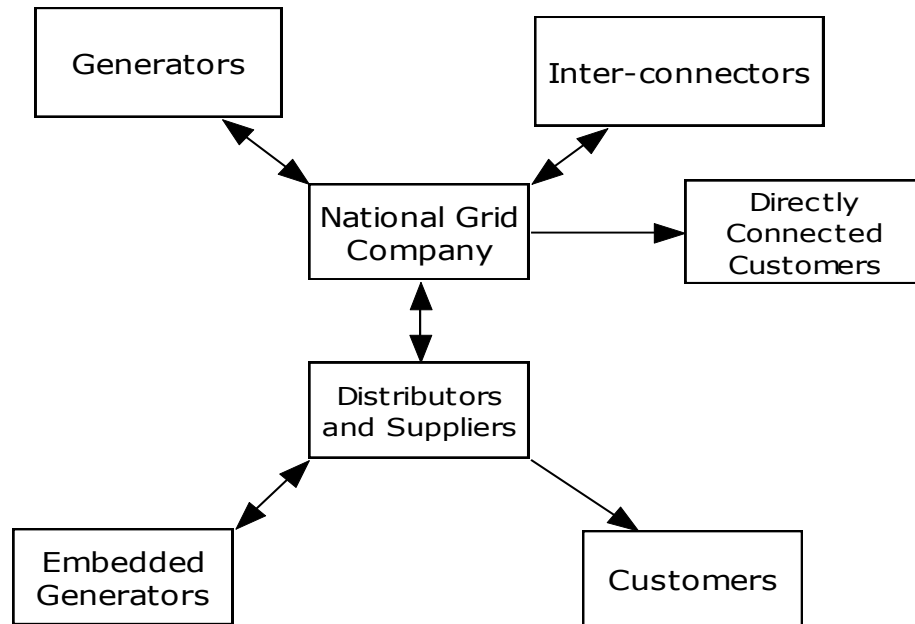 Generators
Inter-connectors
National Grid
Company
Directly
Connected
Customers
Distributors
and Suppliers
Embedded
Generators
Customers